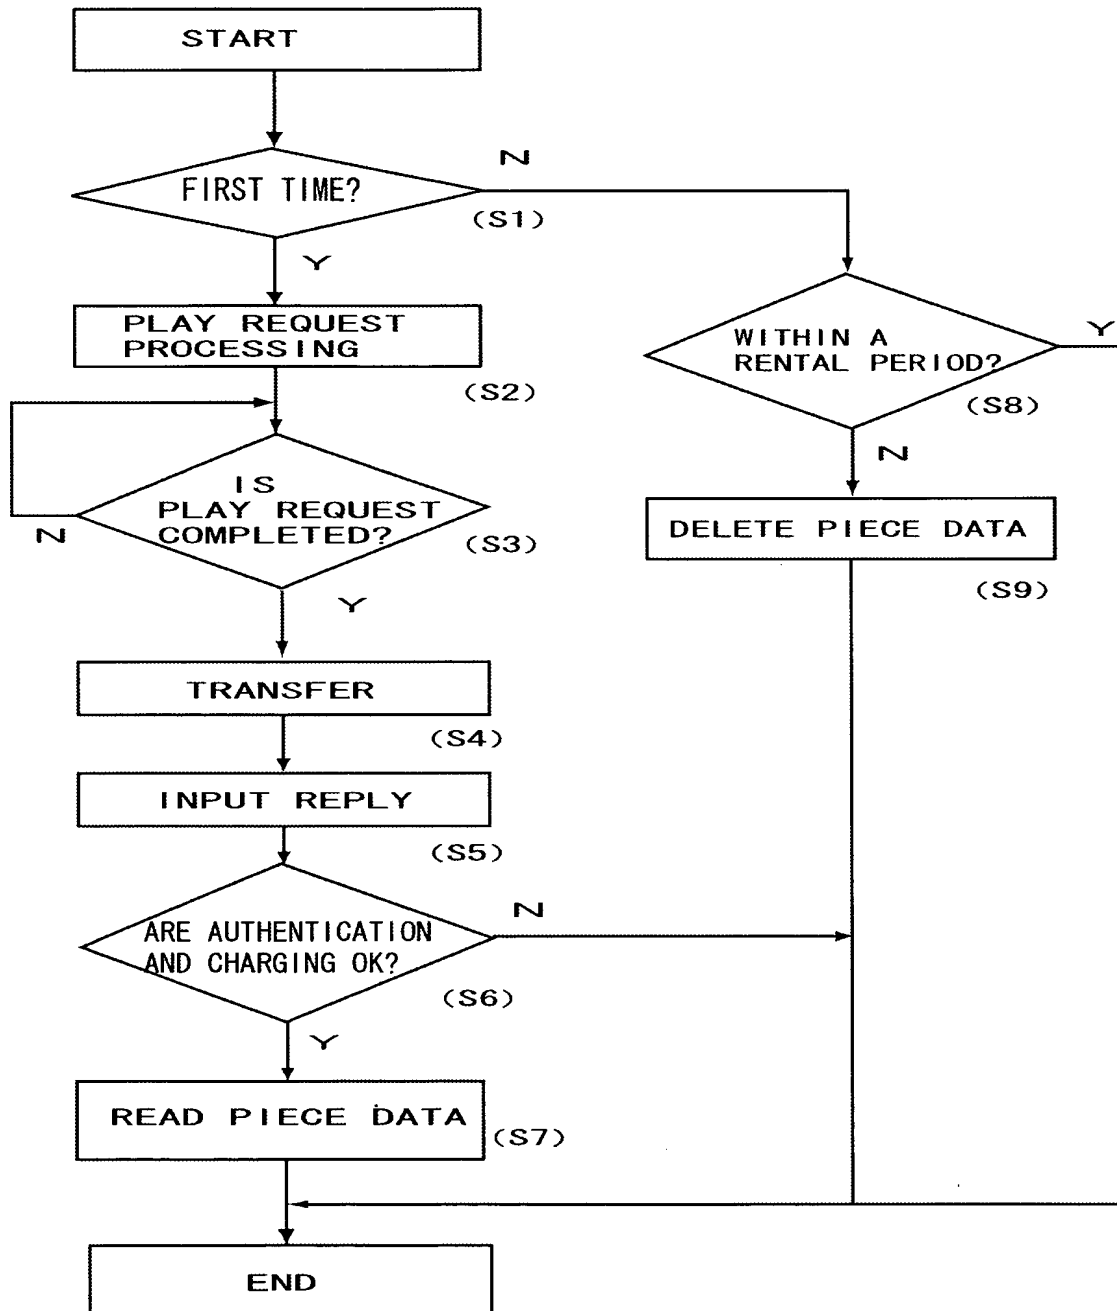 START
N
FIRST TIME?
(S1)
Y
PLAY REQUEST
PROCESSING
(S2)
WITHIN A
RENTAL PERIOD?
Y
(S8)
N
IS
PLAY REQUEST
COMPLETED?
N
(S3)
Y
DELETE PIECE DATA
(S9)
TRANSFER
(S4)
INPUT REPLY
(S5)
N
ARE AUTHENTICATION
AND CHARGING OK?
(S6)
Y
READ PIECE DATA
(S7)
END